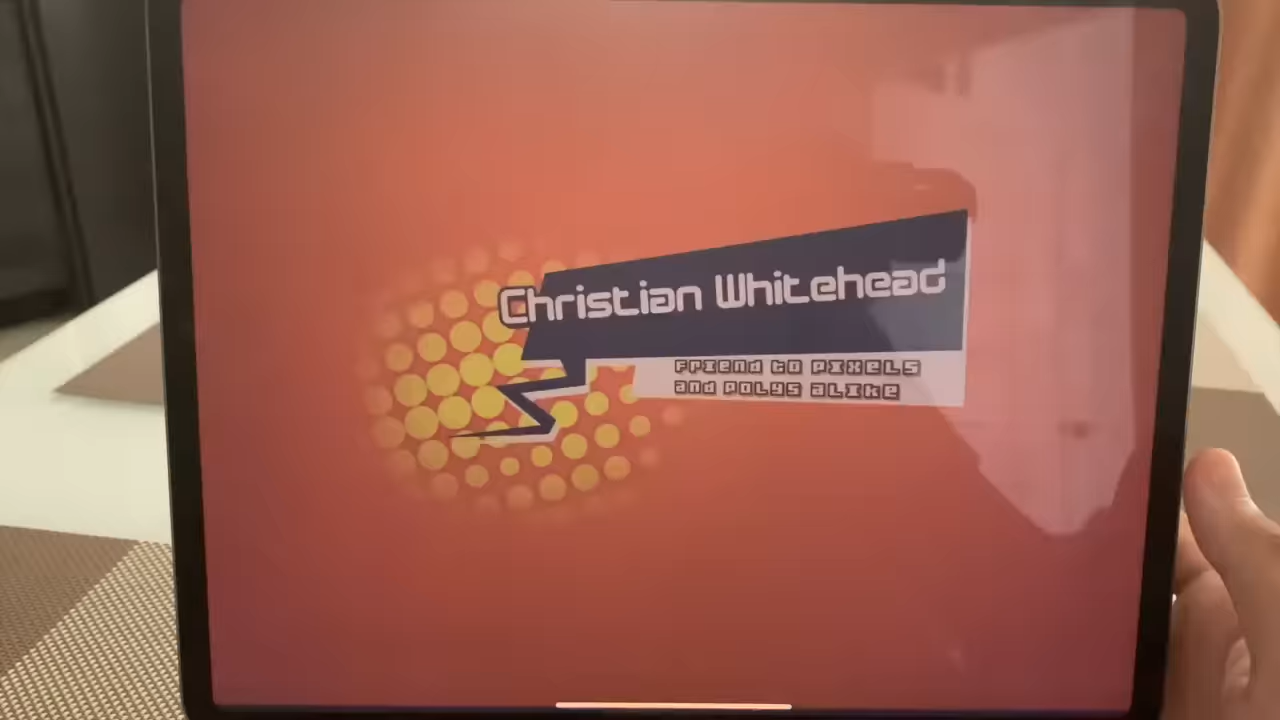 Christian Whitehead
Friend to pixels
and polys alike